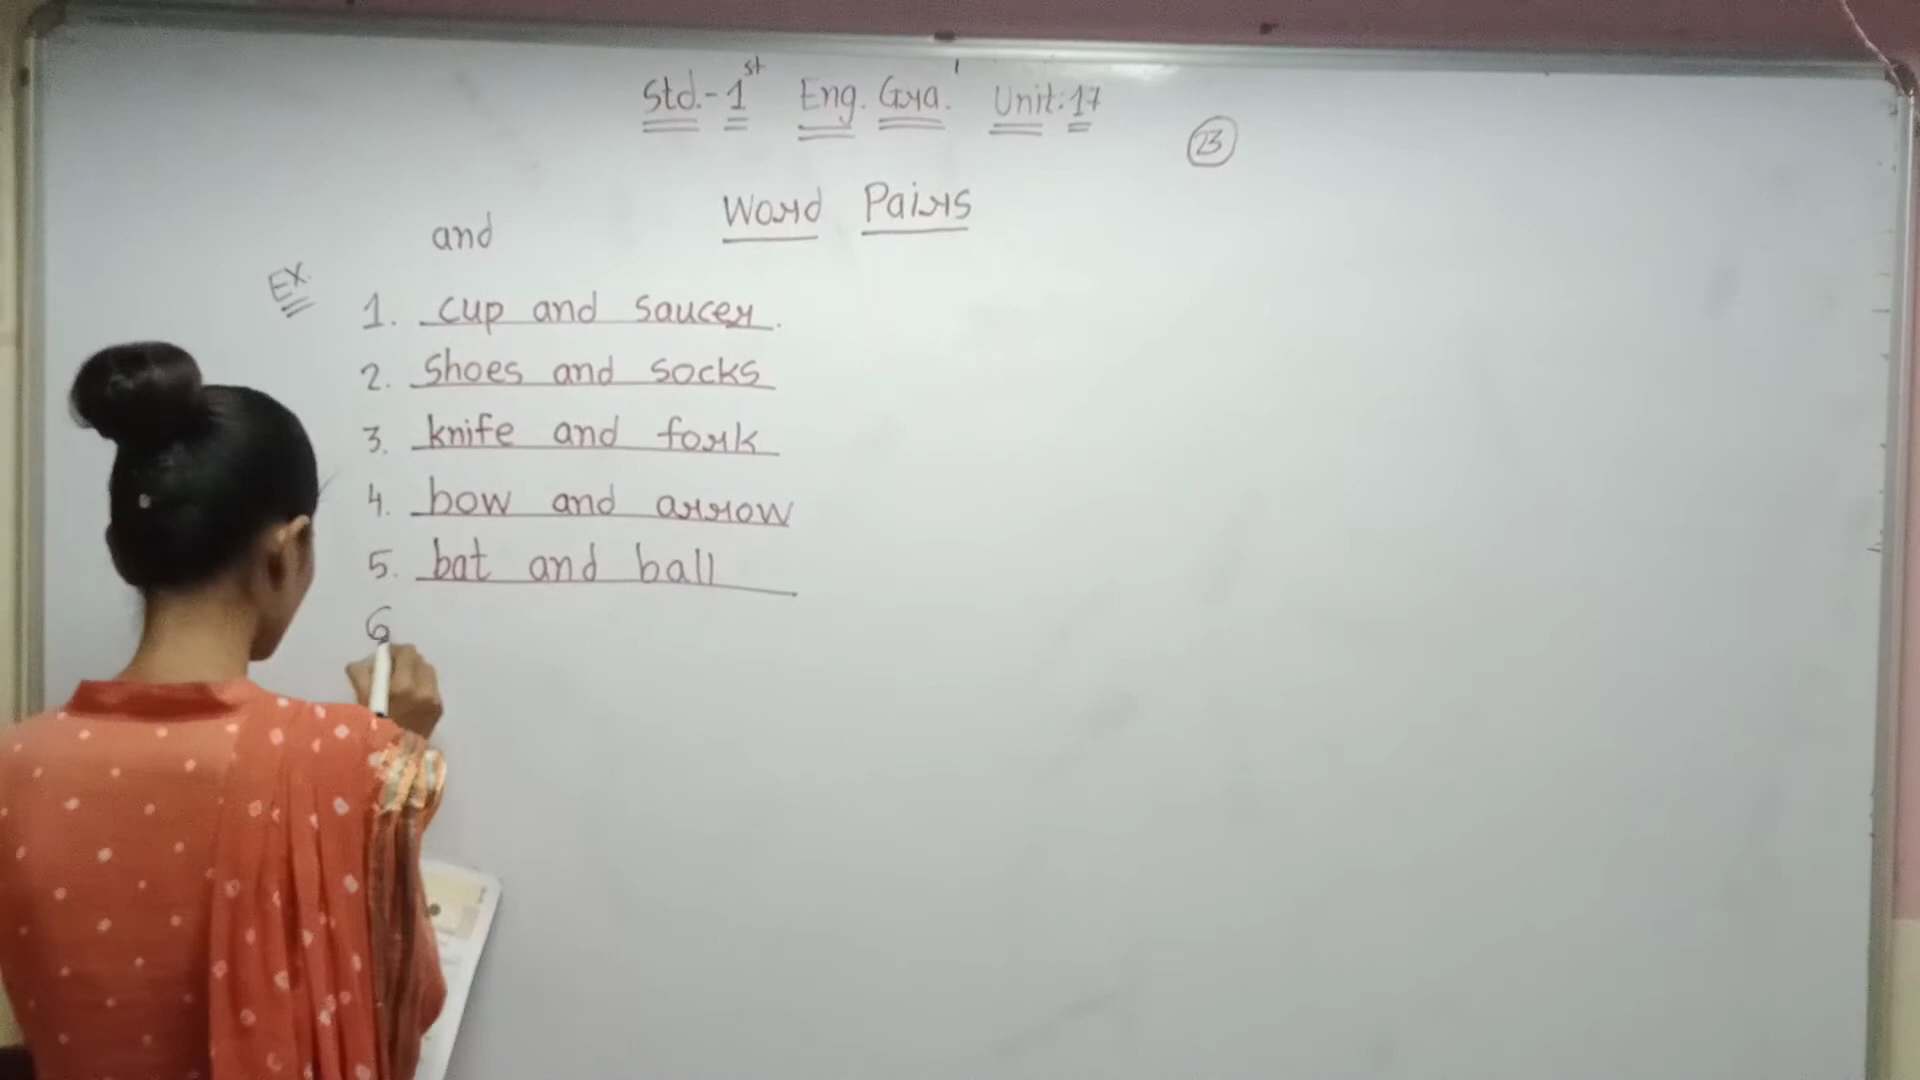 Std.- 1st Eng. Gra. Unit: 17
23
Word Pairs
and
Ex.
1. cup and saucer.
2. Shoes and socks
3. knife and fork
4. bow and arrow
5. bat and ball
6